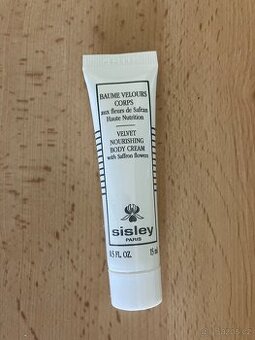 BAUME VELOURS
CORPS
aux fleurs de Safran
Haute Nutrition
VELVET
NOURISHING
BODY CREAM
with Saffron flowers
sisley
PARIS
0.5 FL. OZ. 15 ml